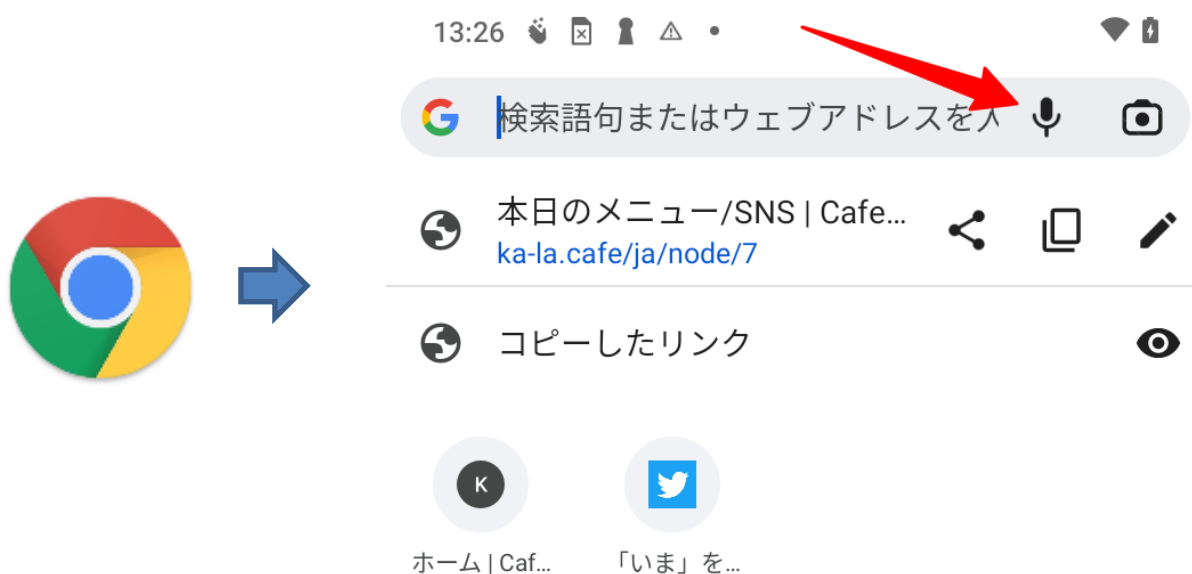 13:26
検索語句またはウェブアドレスを
本日のメニュー/SNS | Cafe...
ka-la.cafe/ja/node/7
コピーしたリンク
K
ホーム | Caf...
「いま」を...